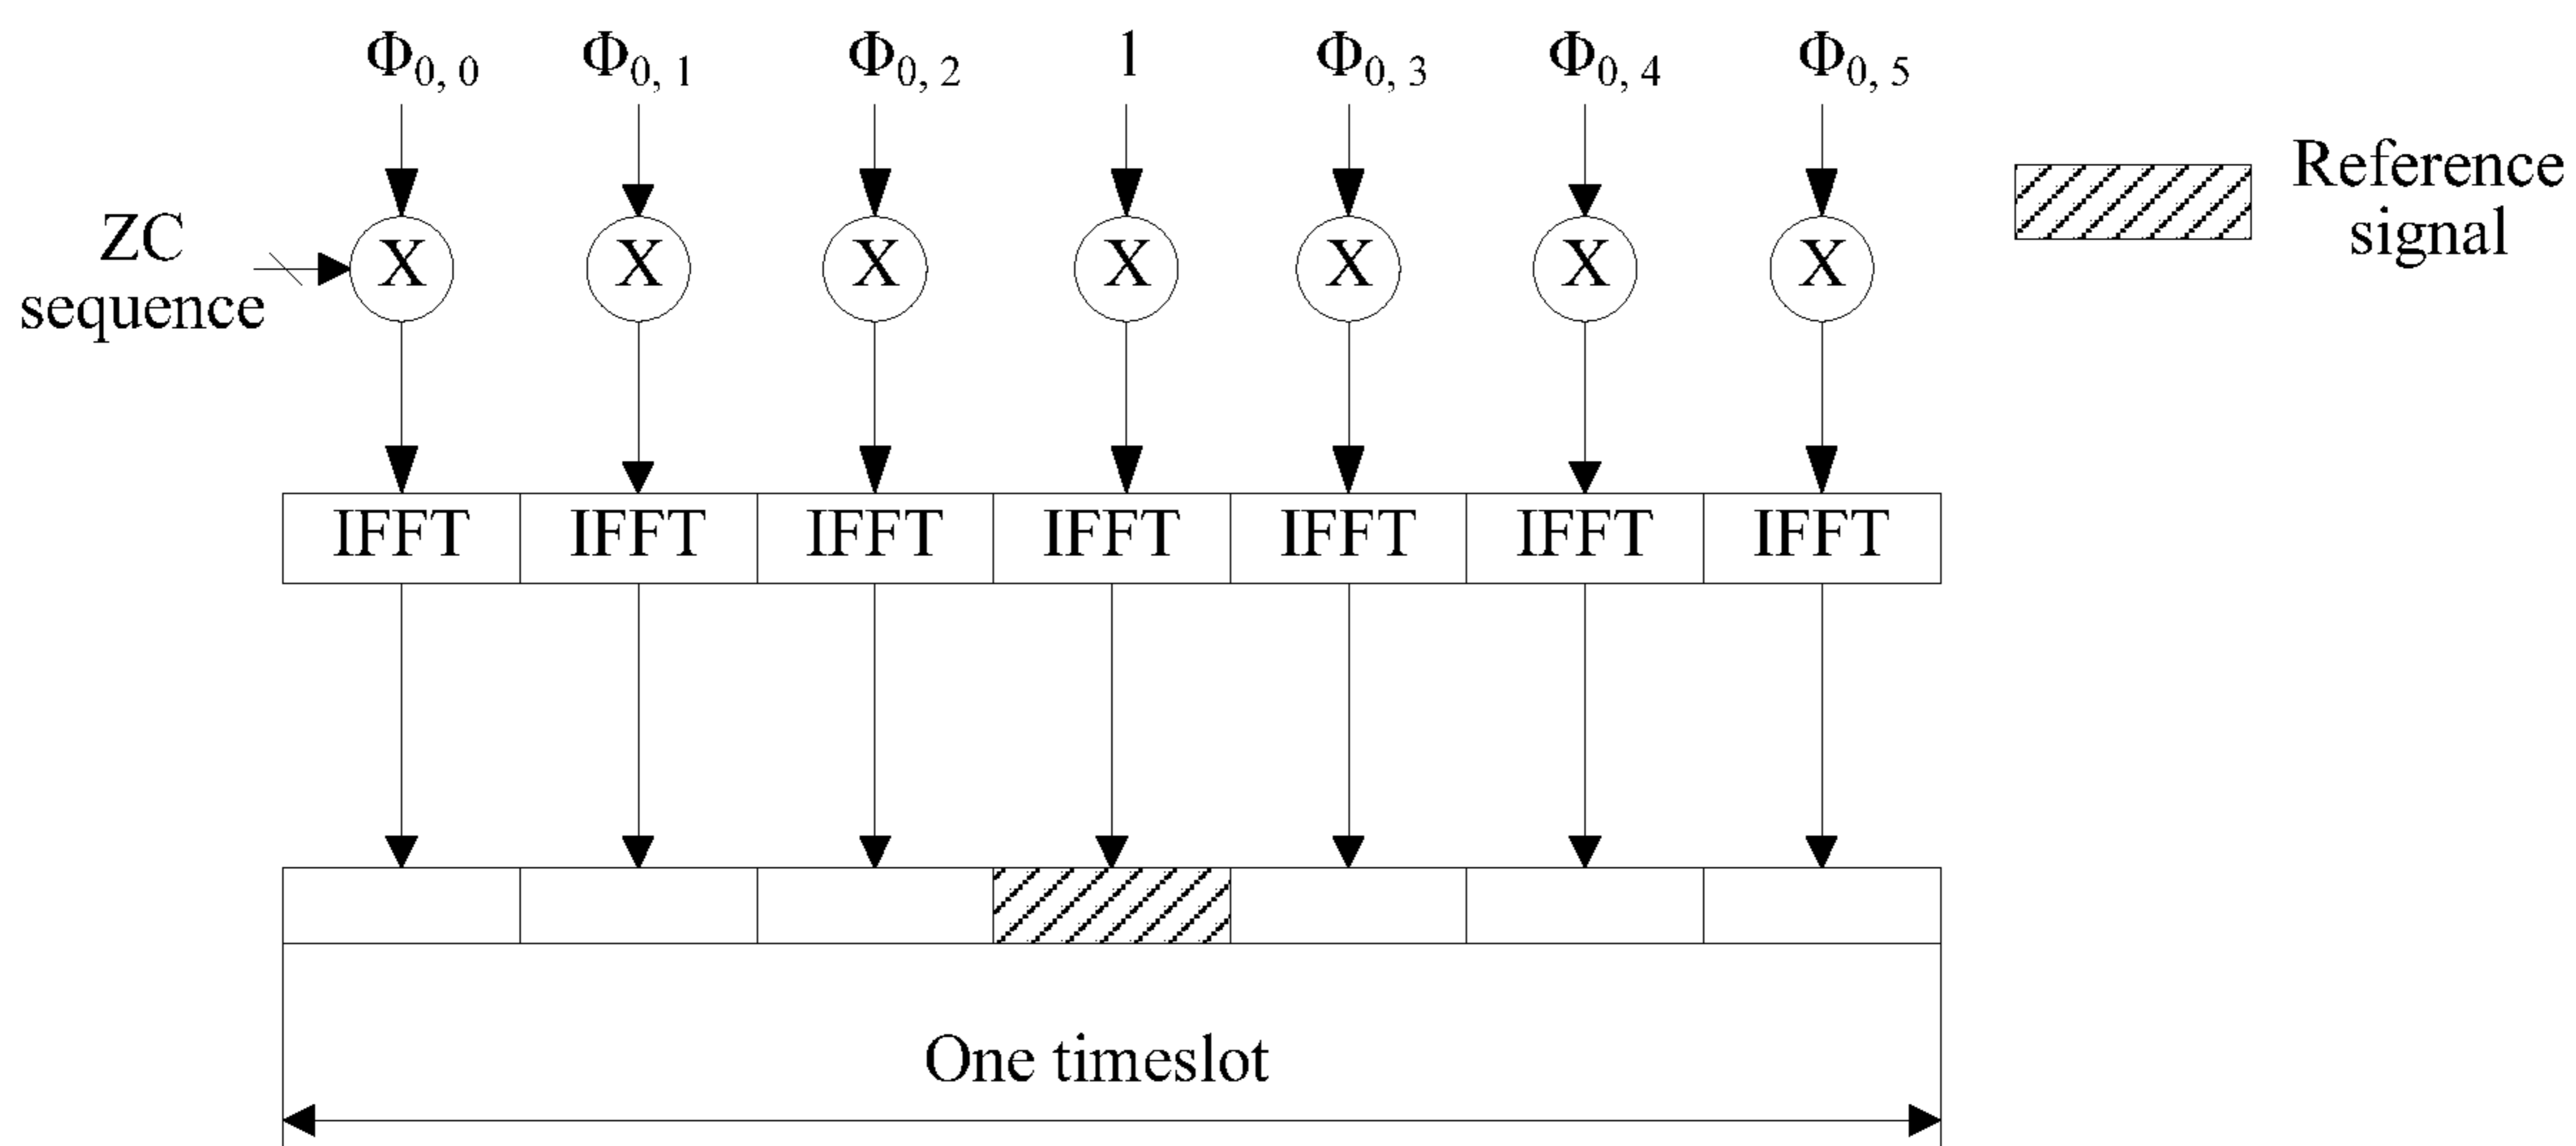 Φ0, 0 Φ0, 1 Φ0, 2 1 Φ0, 3 Φ0, 4 Φ0, 5
Reference
signal
ZC
sequence
X X X X X X X
IFFT IFFT IFFT IFFT IFFT IFFT IFFT
One timeslot